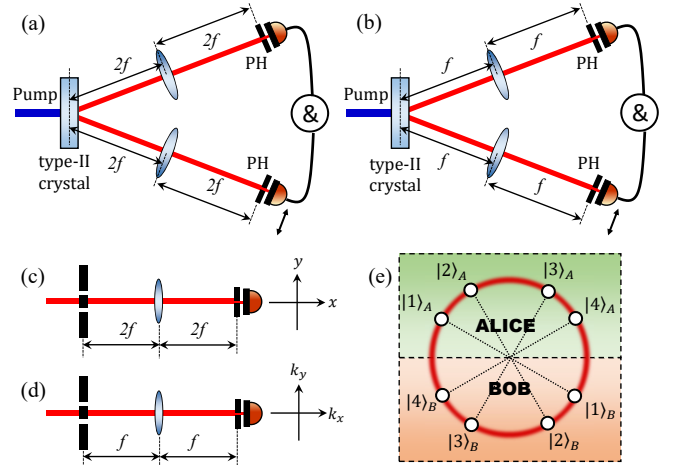 (a)
2f
2f
PH
Pump
&
type-II
crystal
2f
PH
2f
(b)
f
f
PH
Pump
&
type-II
crystal
f
PH
f
(c)
y
x
2f
2f
(d)
k_y
k_x
f
f
(e)
|2⟩_A
|3⟩_A
|1⟩_A
|4⟩_A
ALICE
BOB
|4⟩_B
|1⟩_B
|3⟩_B
|2⟩_B